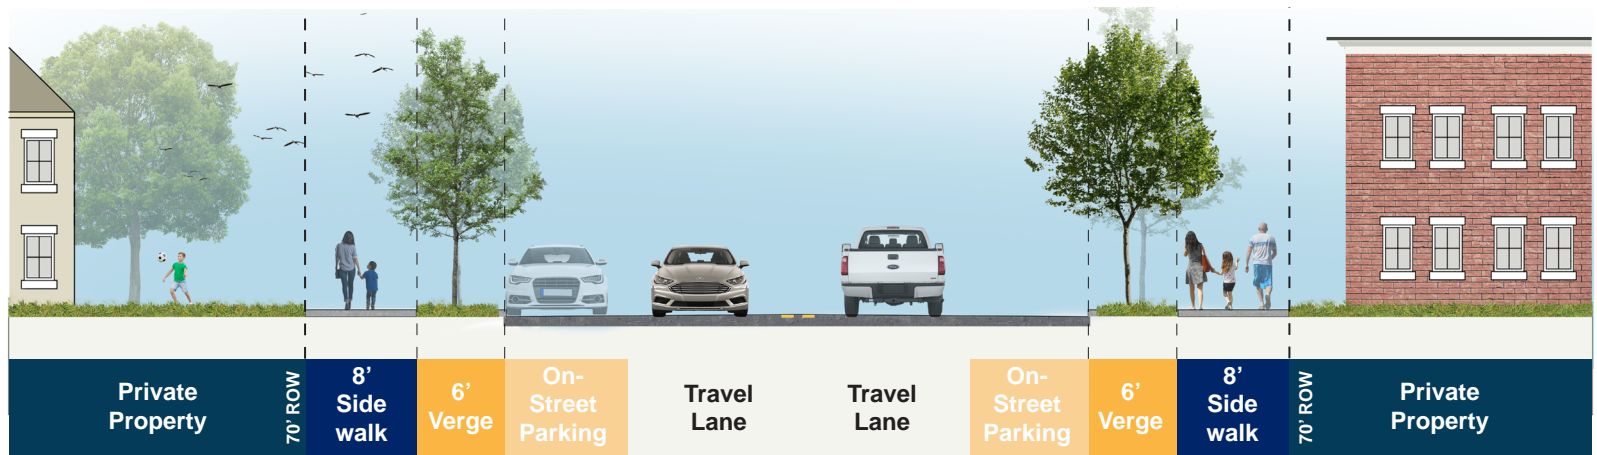 Private
Property
70’ ROW
8’
Side
walk
6’
Verge
On-
Street
Parking
Travel
Lane
Travel
Lane
On-
Street
Parking
6’
Verge
8’
Side
walk
70’ ROW
Private
Property